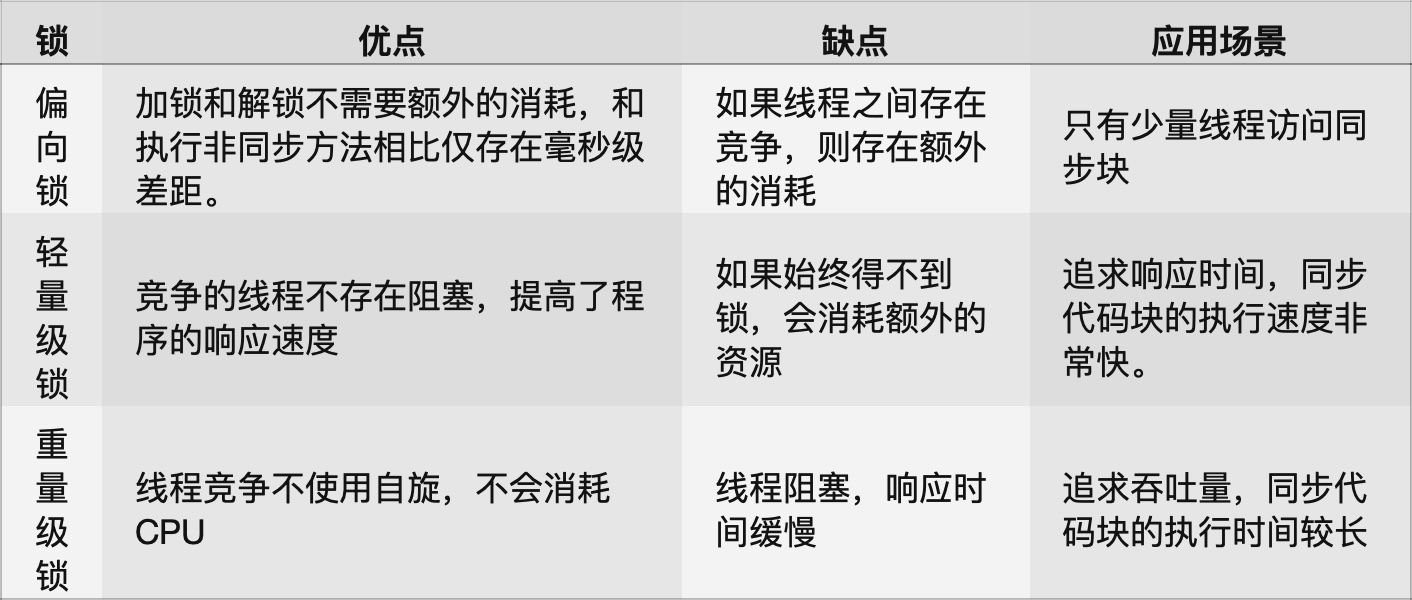 锁
优点
缺点
应用场景
偏
向
锁
加锁和解锁不需要额外的消耗，和
执行非同步方法相比仅存在毫秒级
差距。
如果线程之间存在
竞争，则存在额外
的消耗
只有少量线程访问同
步块
轻
量
级
锁
竞争的线程不存在阻塞，提高了程
序的响应速度
如果始终得不到
锁，会消耗额外的
资源
追求响应时间，同步
代码块的执行速度非
常快。
重
量
级
锁
线程竞争不使用自旋，不会消耗
CPU
线程阻塞，响应时
间缓慢
追求吞吐量，同步代
码块的执行时间较长